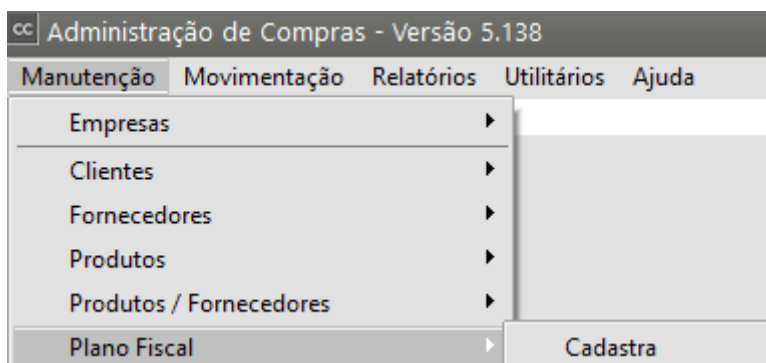 cc Administração de Compras - Versão 5.138
Manutenção Movimentação Relatórios Utilitários Ajuda
Empresas
Clientes
Fornecedores
Produtos
Produtos / Fornecedores
Plano Fiscal Cadastra